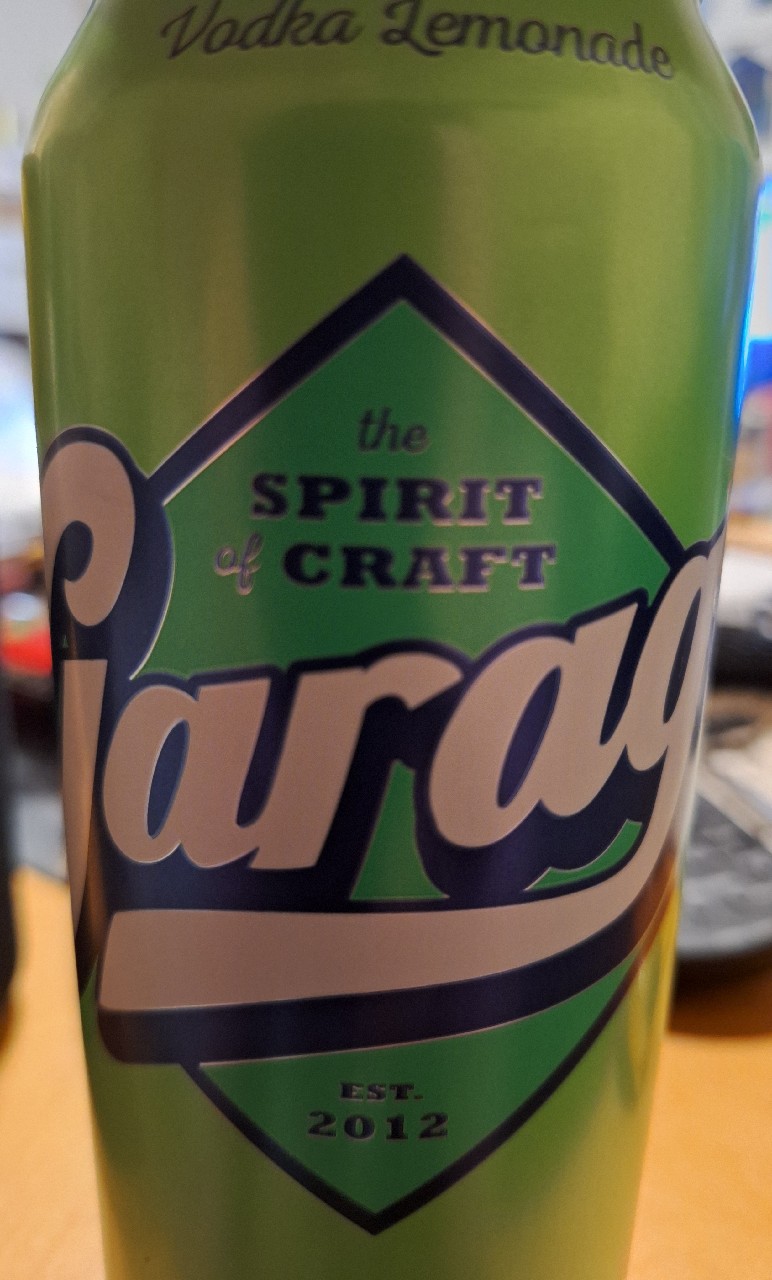 Vodka Lemonade
the
SPIRIT
of CRAFT
Garag
EST.
2012